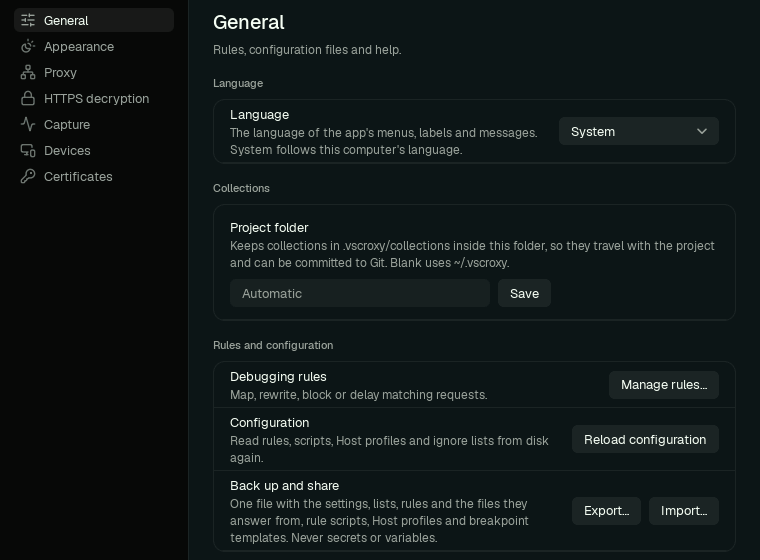 General
Appearance
Proxy
HTTPS decryption
Capture
Devices
Certificates
General
Rules, configuration files and help.
Language
Language
The language of the app's menus, labels and messages.
System follows this computer's language.
System
Collections
Project folder
Keeps collections in .vscroxy/collections inside this folder, so they travel with the project
and can be committed to Git. Blank uses ~/.vscroxy.
Automatic
Save
Rules and configuration
Debugging rules
Map, rewrite, block or delay matching requests.
Manage rules...
Configuration
Read rules, scripts, Host profiles and ignore lists from disk
again.
Reload configuration
Back up and share
One file with the settings, lists, rules and the files they
answer from, rule scripts, Host profiles and breakpoint
templates. Never secrets or variables.
Export...
Import...